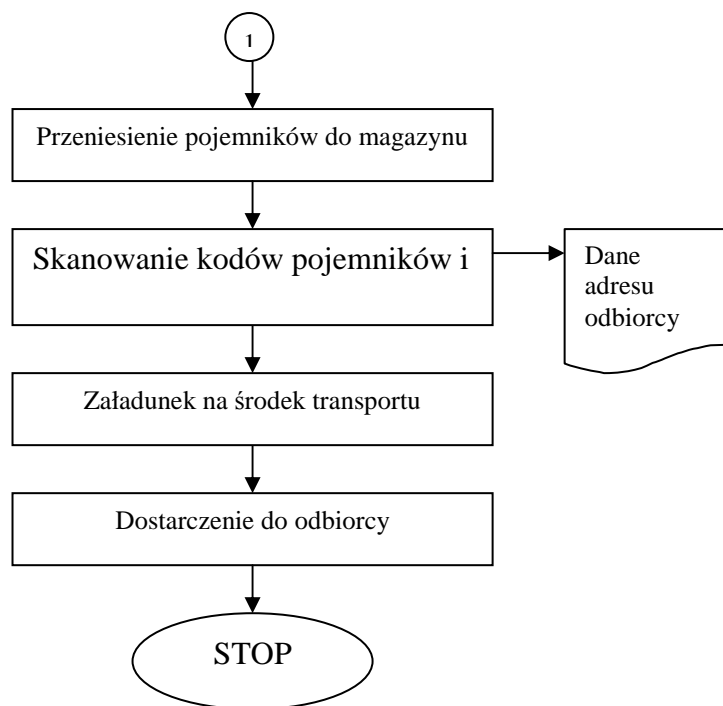 1
Przeniesienie pojemników do magazynu
Skanowanie kodów pojemników i
Dane
adresu
odbiorcy
Załadunek na środek transportu
Dostarczenie do odbiorcy
STOP